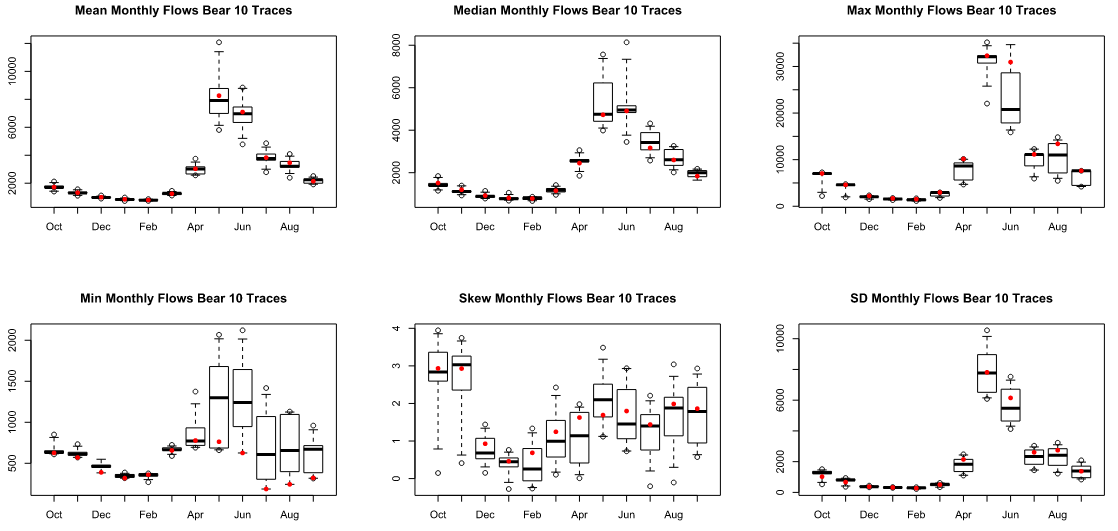 Mean Monthly Flows Bear 10 Traces
2000 6000 10000
Oct Dec Feb Apr Jun Aug
Median Monthly Flows Bear 10 Traces
2000 4000 6000 8000
Oct Dec Feb Apr Jun Aug
Max Monthly Flows Bear 10 Traces
0 10000 20000 30000
Oct Dec Feb Apr Jun Aug
Min Monthly Flows Bear 10 Traces
500 1000 1500 2000
Oct Dec Feb Apr Jun Aug
Skew Monthly Flows Bear 10 Traces
0 1 2 3 4
Oct Dec Feb Apr Jun Aug
SD Monthly Flows Bear 10 Traces
0 2000 6000 10000
Oct Dec Feb Apr Jun Aug